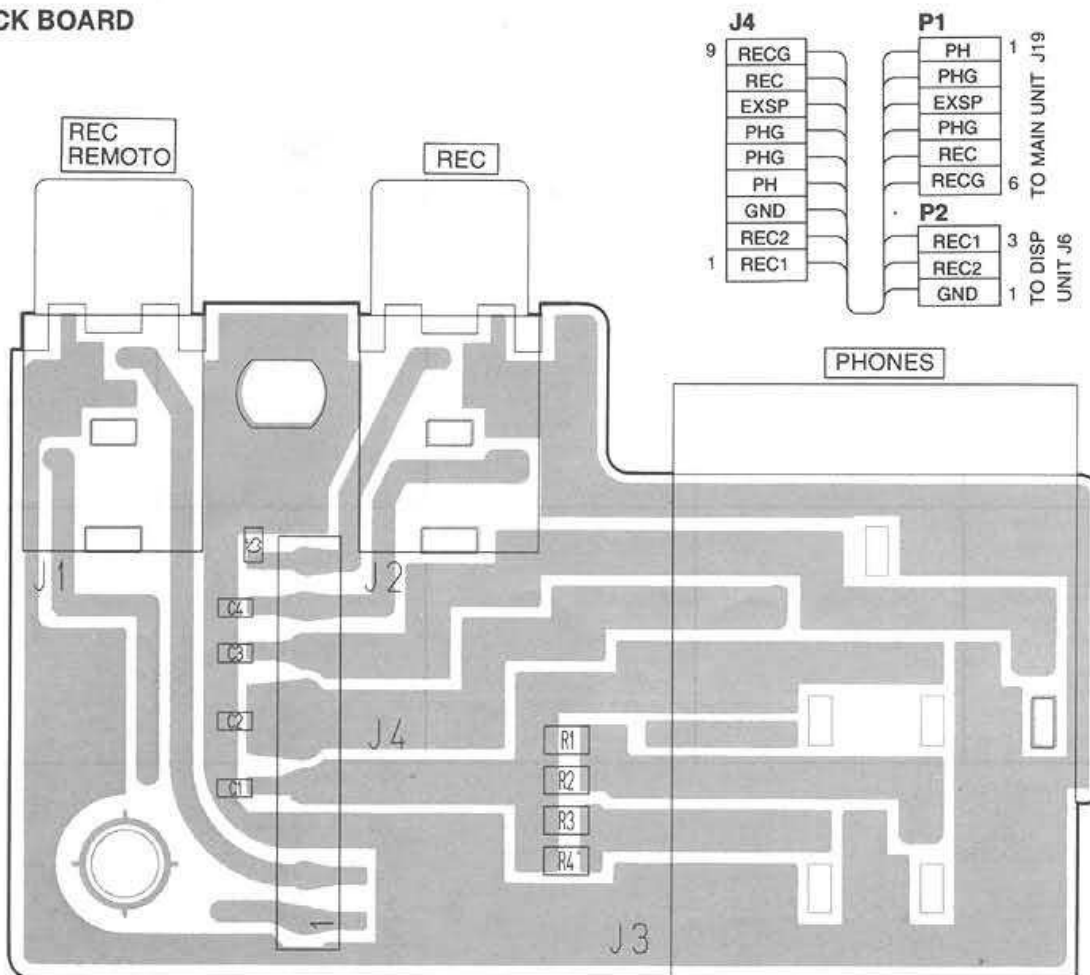 CK BOARD
J4
9 RECG
REC
EXSP
PHG
PHG
PH
GND
REC2
1 REC1
P1
PH 1
PHG
EXSP
PHG
REC
RECG 6
TO MAIN UNIT J19
P2
REC1 3
REC2
GND 1
TO DISP
UNIT J6
REC
REMOTO
REC
PHONES
J1
J2
C5
C4
C3
C2
C1
J4
R1
R2
R3
R4
1
J3